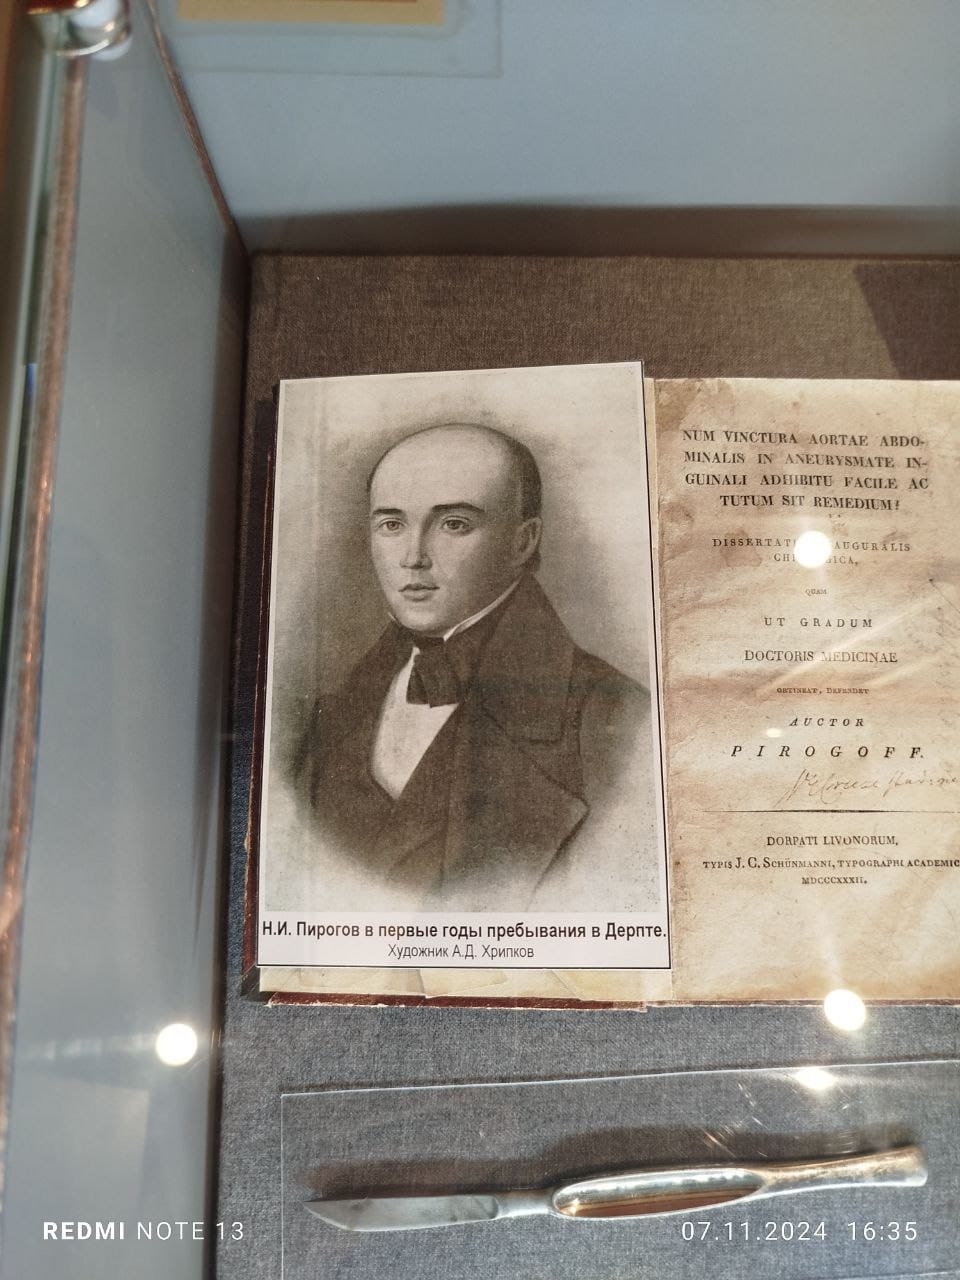 Н.И. Пирогов в первые годы пребывания в Дерпте.
Художник А.Д. Хрипков
NUM VINCTURA AORTAE ABDO-
MINALIS IN ANEURYSMATE IN-
GUINALI ADHIBITU FACILE AC
TUTUM SIT REMEDIUM?
UT GRADUM
DOCTORIS MEDICINAE
OBTINEAT, DEFENDET
AUCTOR
PIROGOFF.
DORPATI LIVONORUM,
TYPIS J. C. SCHÜNMANNI, TYPOGRAPHI ACADEMIC
MDCCCXXXII.
REDMI NOTE 13
07.11.2024 16:35